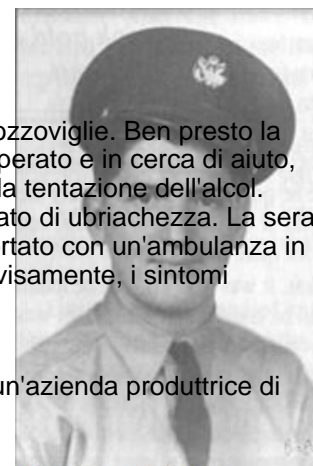 ozzoviglie. Ben presto la
perato e in cerca di aiuto,
la tentazione dell'alcol.
ato di ubriachezza. La sera
rtato con un'ambulanza in
visamente, i sintomi
un'azienda produttrice di